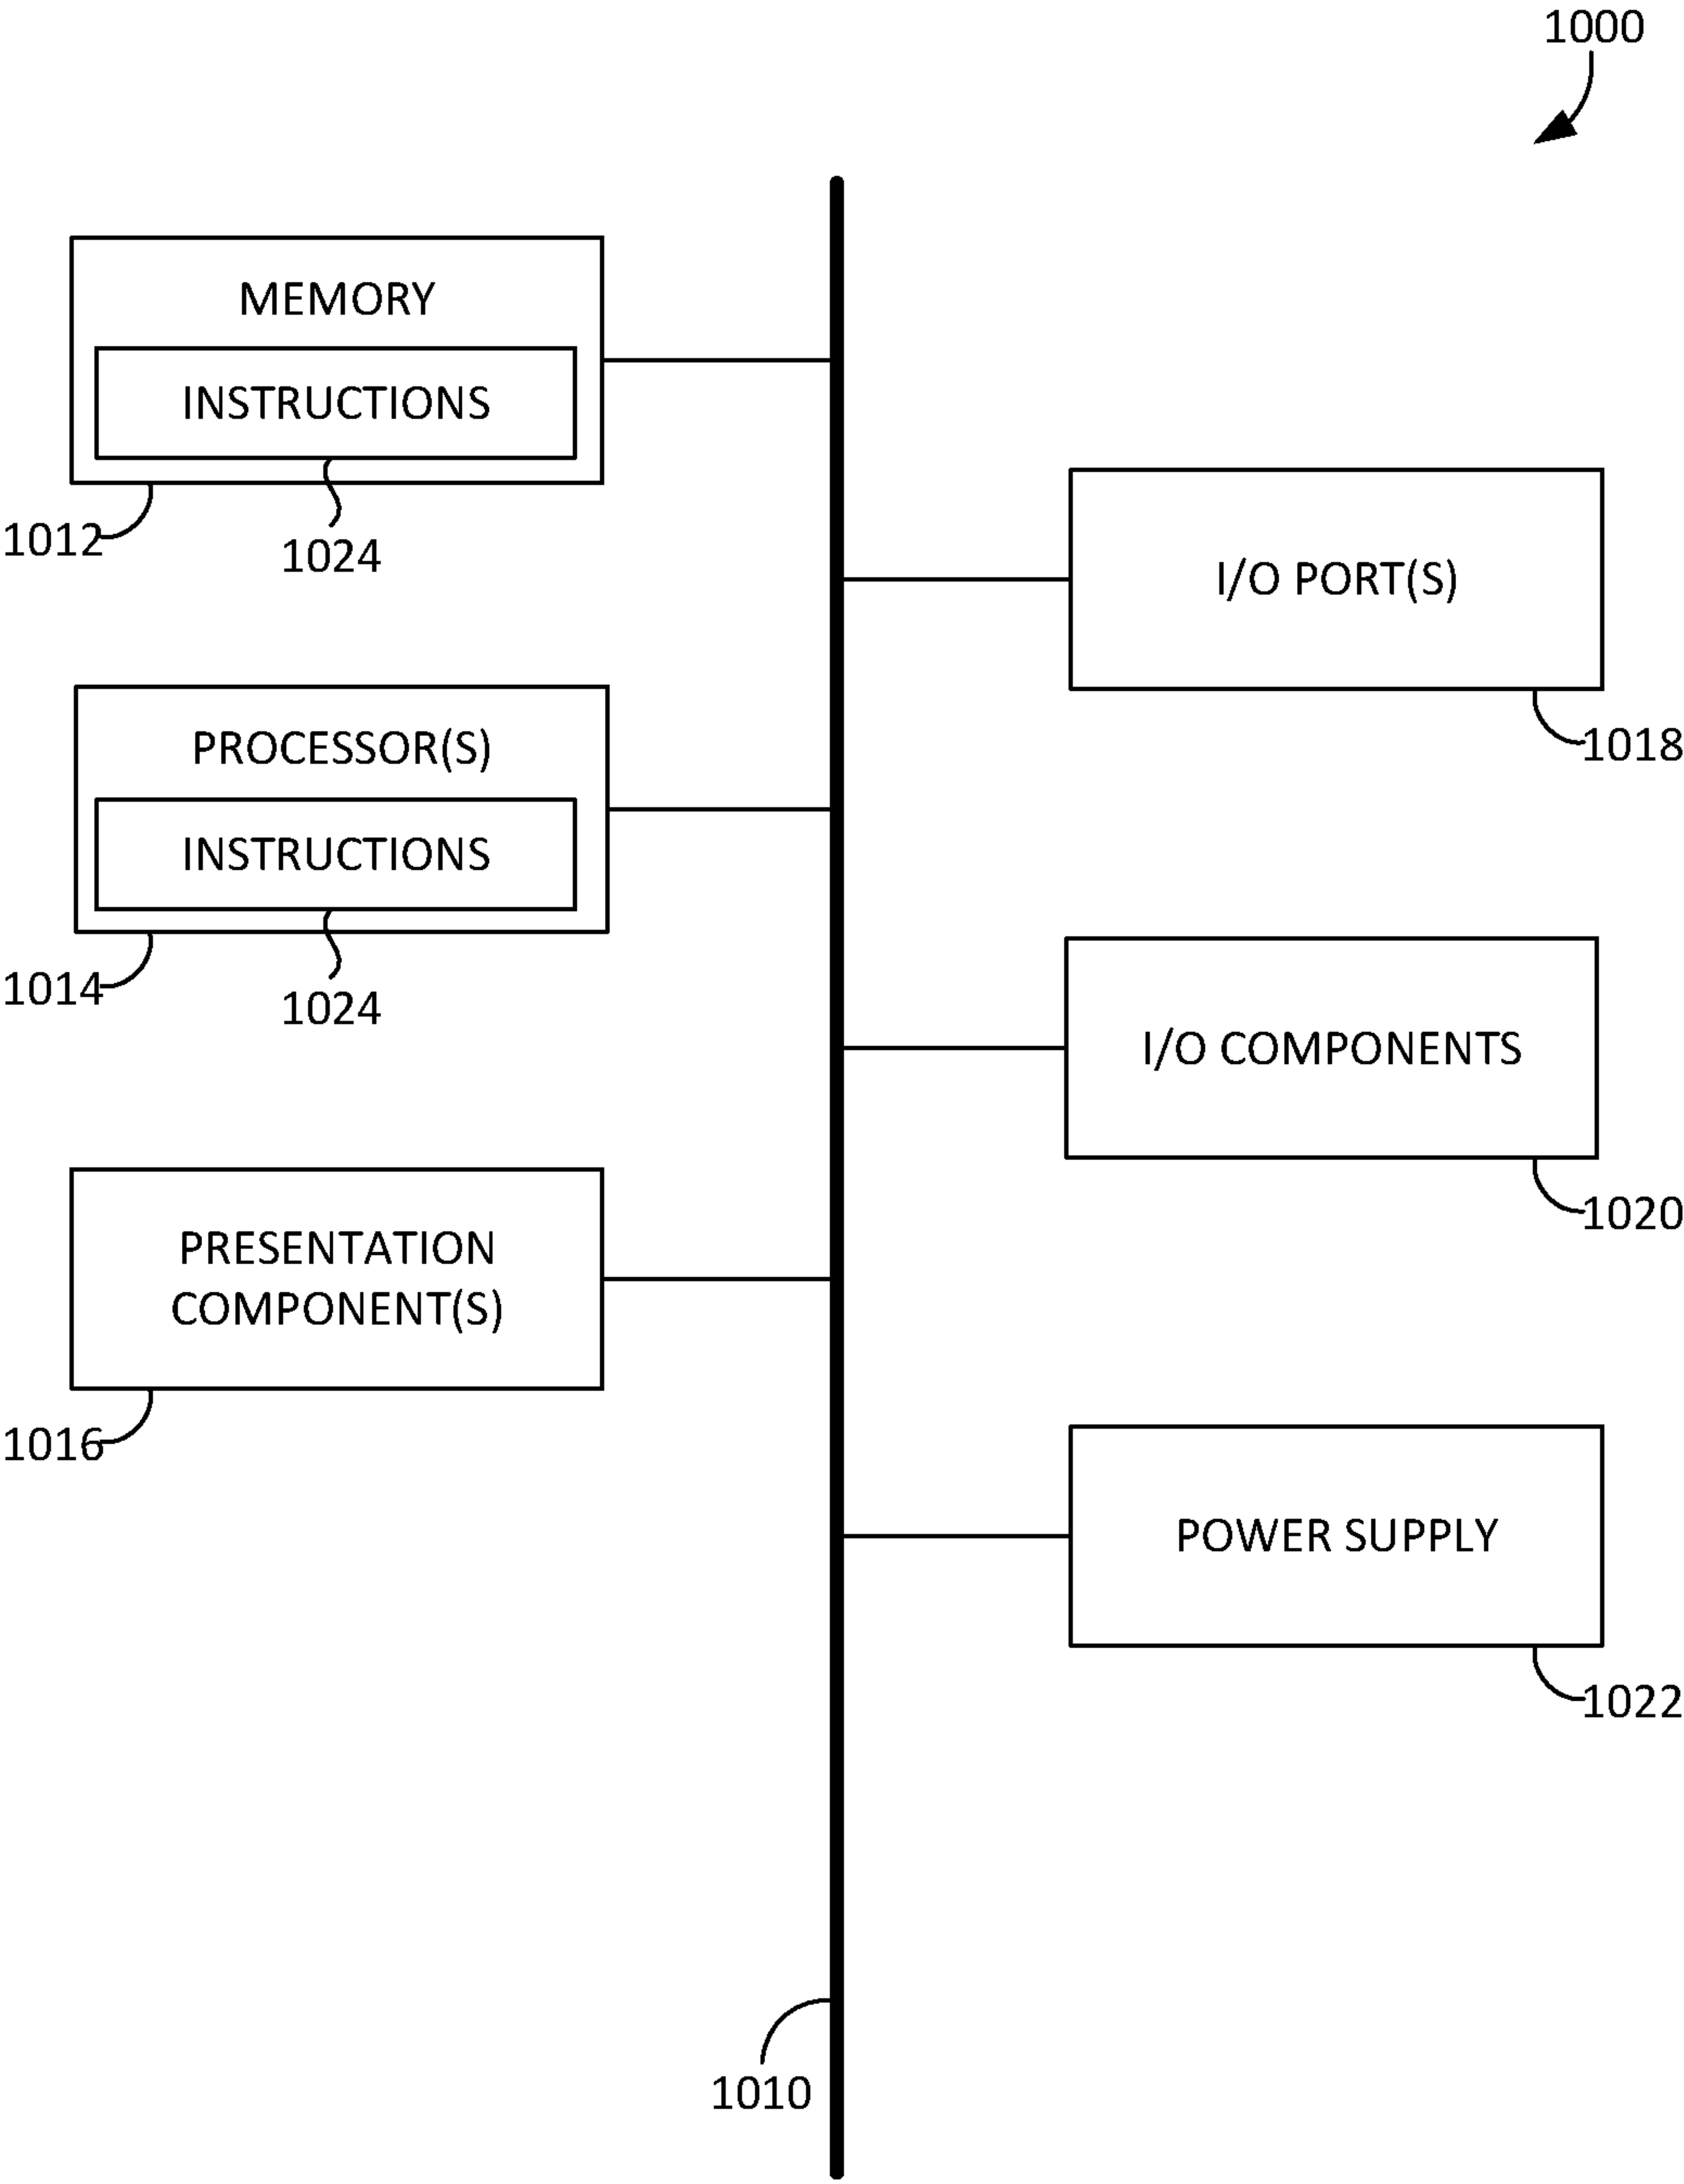 1000
MEMORY
INSTRUCTIONS
1012
1024
I/O PORT(S)
1018
PROCESSOR(S)
INSTRUCTIONS
1014
1024
I/O COMPONENTS
1020
PRESENTATION
COMPONENT(S)
1016
POWER SUPPLY
1022
1010